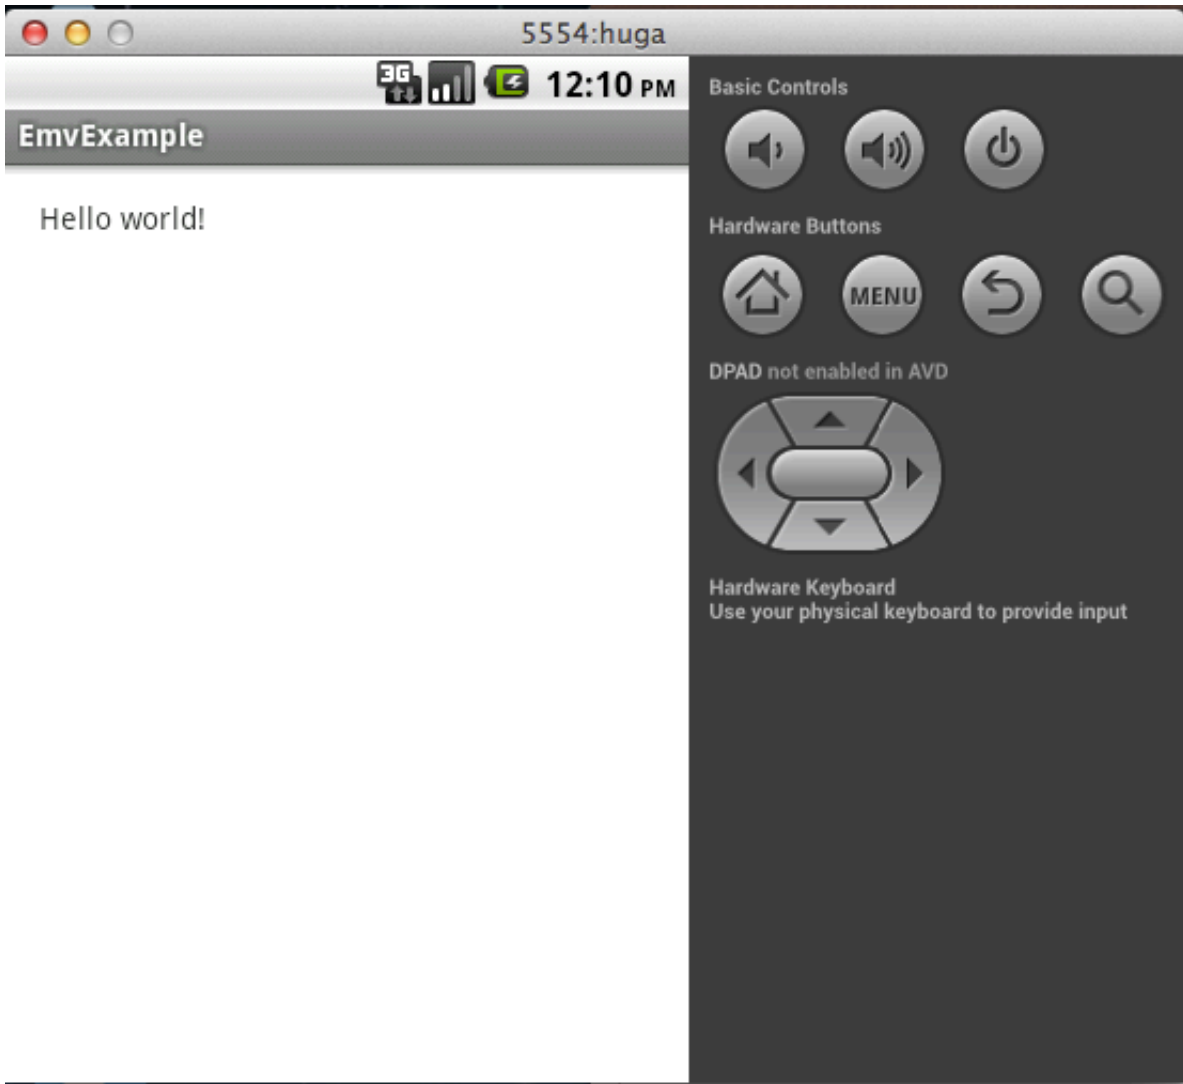 5554:huga
3G 12:10 PM
EmvExample
Hello world!
Basic Controls
Hardware Buttons
MENU
DPAD not enabled in AVD
Hardware Keyboard
Use your physical keyboard to provide input